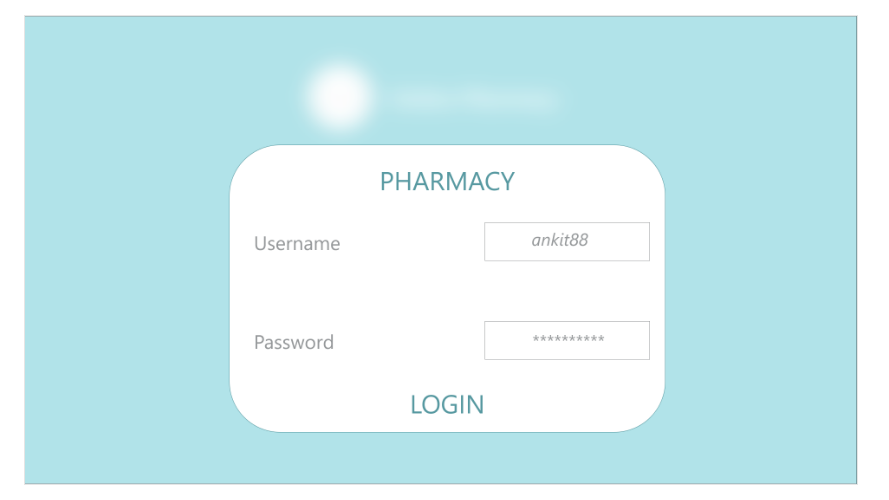 PHARMACY
Username ankit88
Password **********
LOGIN